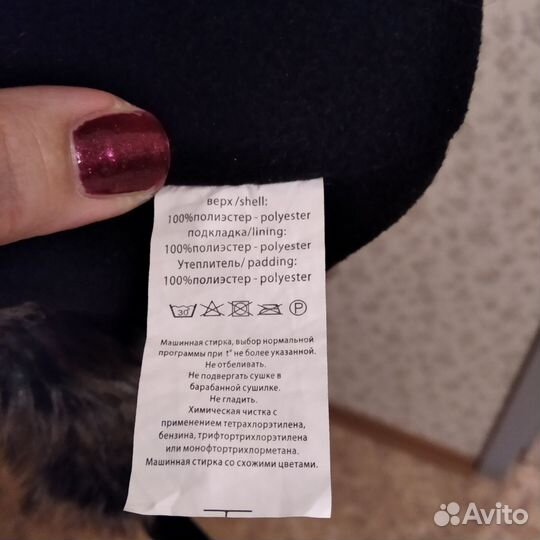 верх /shell:
100%полиэстер - polyester
подкладка/lining:
100%полиэстер - polyester
Утеплитель/ padding:
100%полиэстер - polyester
30 P
Машинная стирка, выбор нормальной
программы при t° не более указанной.
Не отбеливать.
Не подвергать сушке в
барабанной сушилке.
Не гладить.
Химическая чистка с
применением тетрахлорэтилена,
бензина, трифтортрихлорэтилена
или монофтортрихлорметана.
Машинная стирка со схожими цветами.
Avito